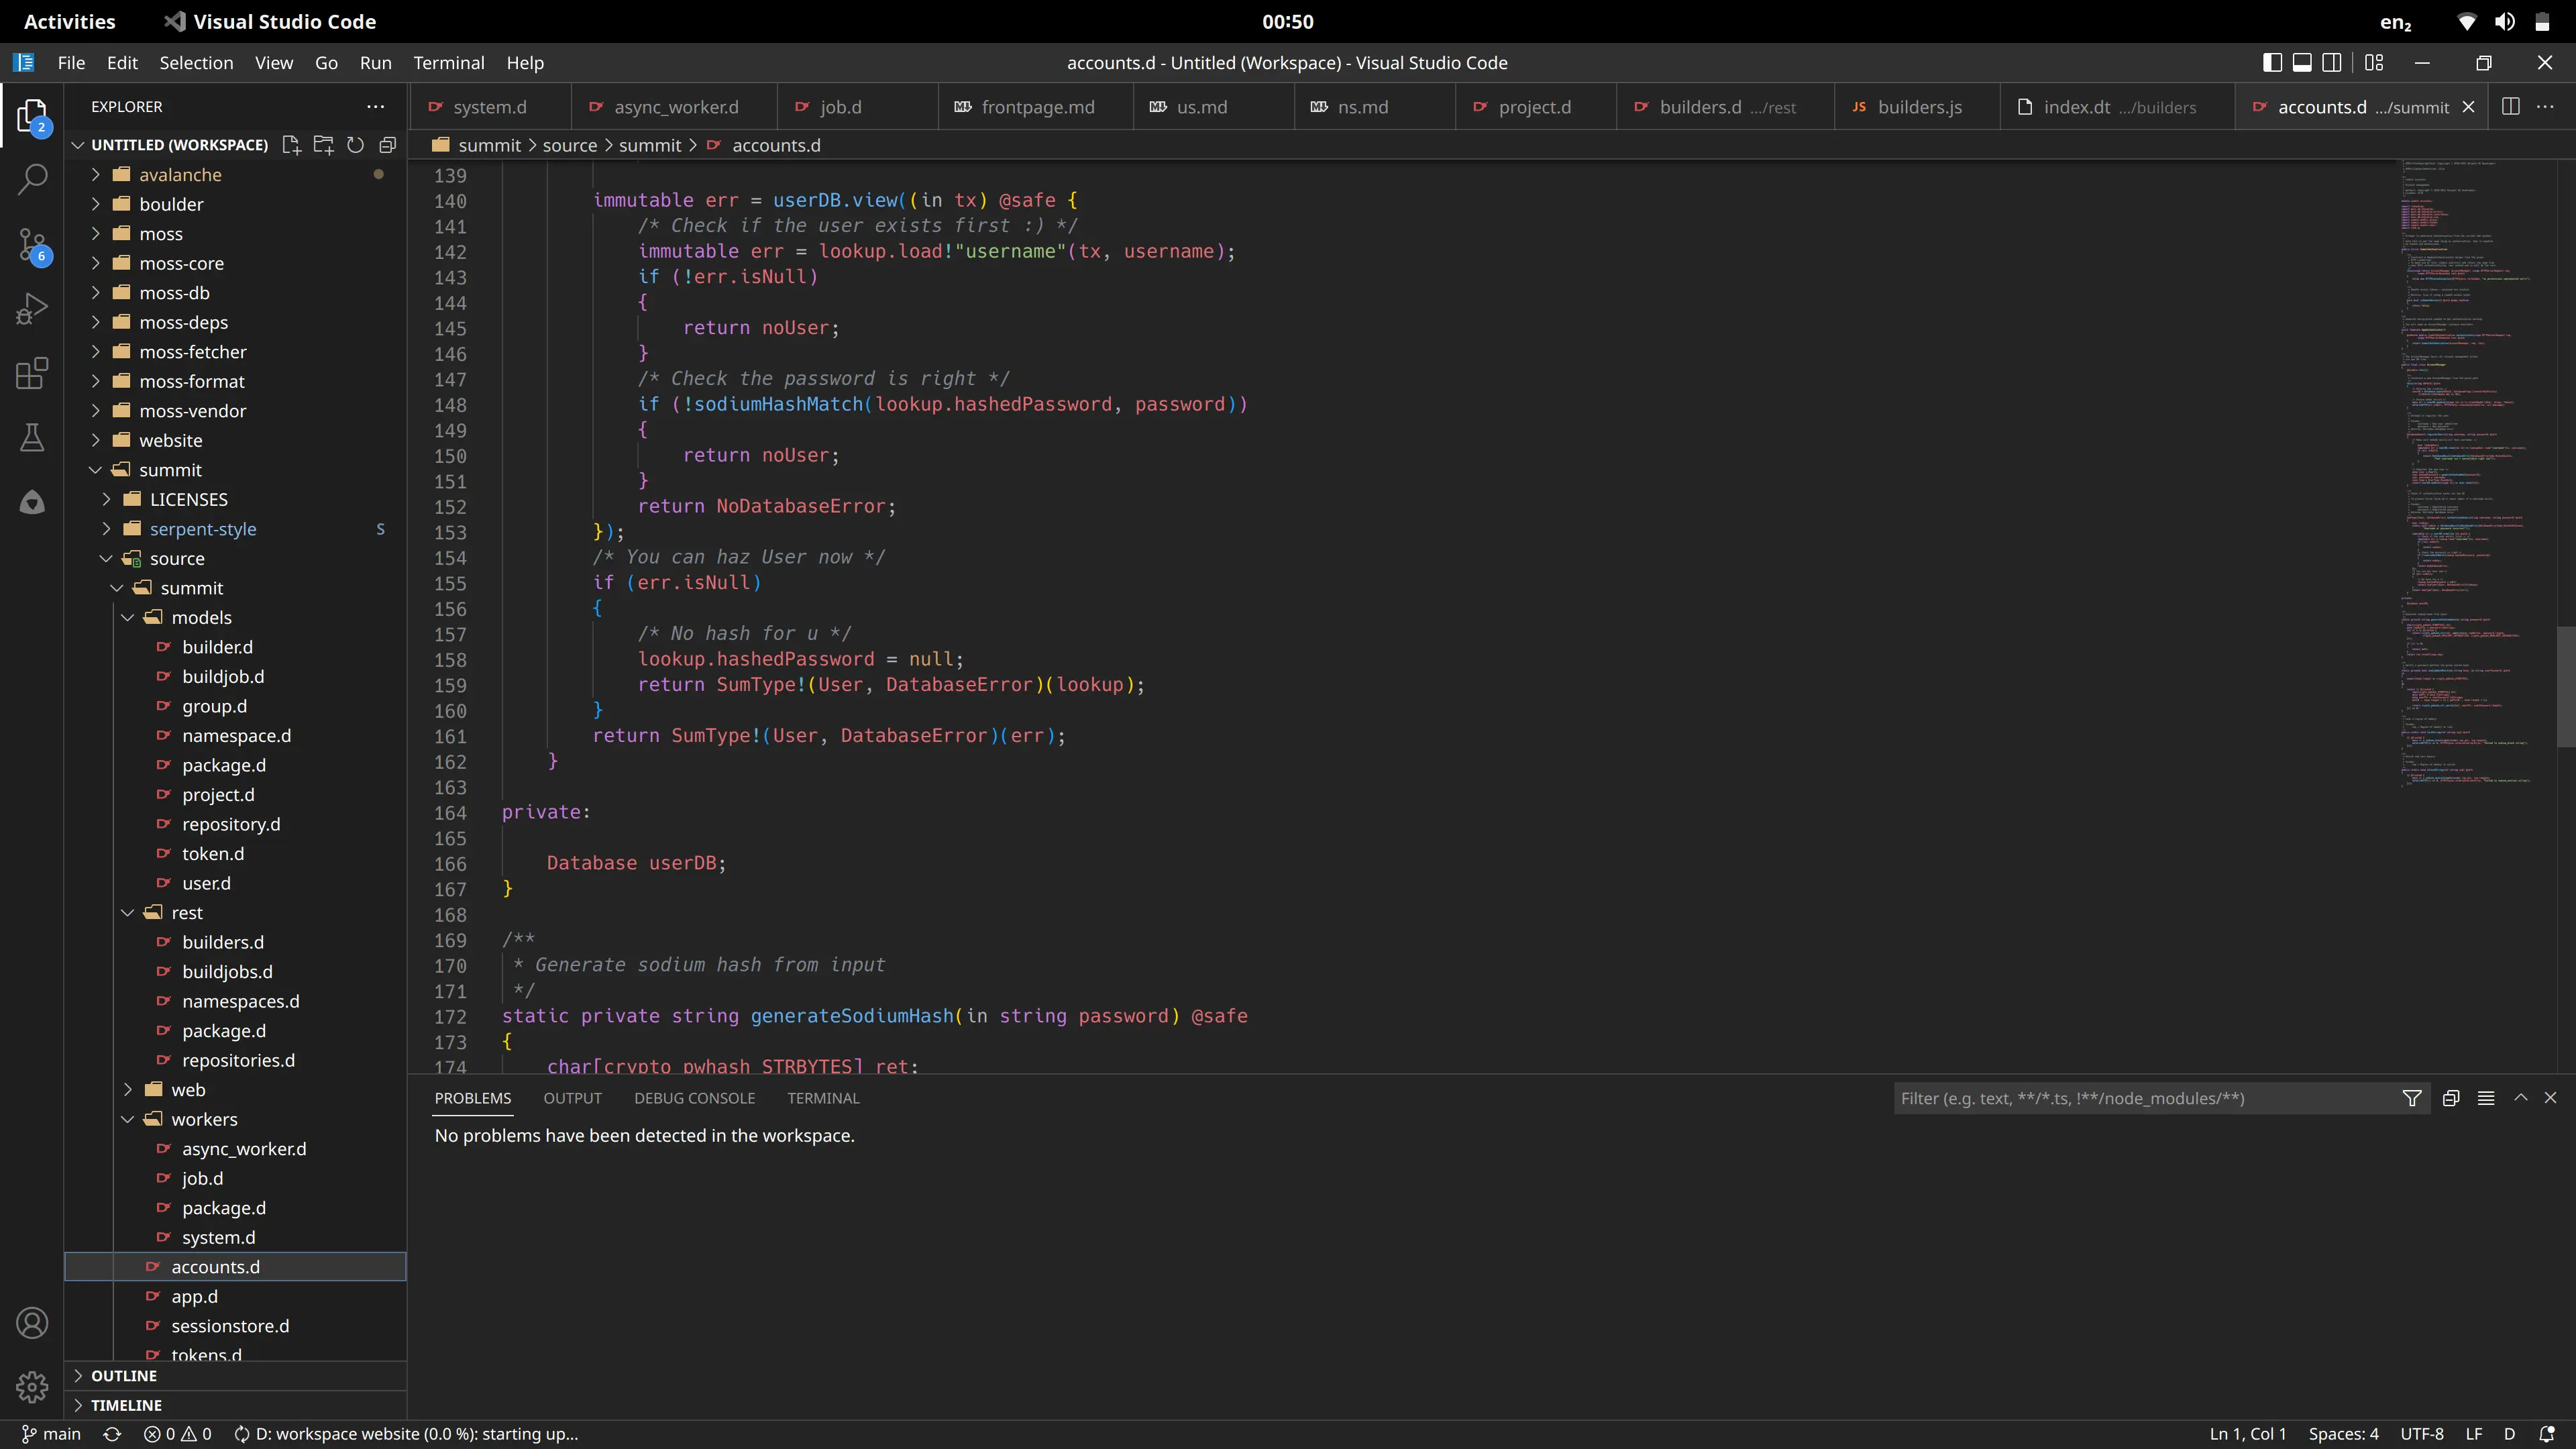 Activities
Visual Studio Code
00:50
en₂
File Edit Selection View Go Run Terminal Help
accounts.d - Untitled (Workspace) - Visual Studio Code
EXPLORER
system.d
async_worker.d
job.d
frontpage.md
us.md
ns.md
project.d
builders.d .../rest
builders.js
index.dt .../builders
accounts.d .../summit
2
6
UNTITLED (WORKSPACE)
avalanche
boulder
moss
moss-core
moss-db
moss-deps
moss-fetcher
moss-format
moss-vendor
website
summit
LICENSES
serpent-style S
source
summit
models
builder.d
buildjob.d
group.d
namespace.d
package.d
project.d
repository.d
token.d
user.d
rest
builders.d
buildjobs.d
namespaces.d
package.d
repositories.d
web
workers
async_worker.d
job.d
package.d
system.d
accounts.d
app.d
sessionstore.d
tokens.d
OUTLINE
TIMELINE
summit > source > summit > accounts.d
139
140 immutable err = userDB.view((in tx) @safe {
141 /* Check if the user exists first :) */
142 immutable err = lookup.load!"username"(tx, username);
143 if (!err.isNull)
144 {
145 return noUser;
146 }
147 /* Check the password is right */
148 if (!sodiumHashMatch(lookup.hashedPassword, password))
149 {
150 return noUser;
151 }
152 return NoDatabaseError;
153 });
154 /* You can haz User now */
155 if (err.isNull)
156 {
157 /* No hash for u */
158 lookup.hashedPassword = null;
159 return SumType!(User, DatabaseError)(lookup);
160 }
161 return SumType!(User, DatabaseError)(err);
162 }
163
164 private:
165
166 Database userDB;
167 }
168
169 /**
170 * Generate sodium hash from input
171 */
172 static private string generateSodiumHash(in string password) @safe
173 {
174 char[crypto_pwhash_STRBYTES] ret;
PROBLEMS OUTPUT DEBUG CONSOLE TERMINAL
Filter (e.g. text, **/*.ts, !**/node_modules/**)
No problems have been detected in the workspace.
main
0 0
D: workspace website (0.0 %): starting up...
Ln 1, Col 1
Spaces: 4
UTF-8
LF
D